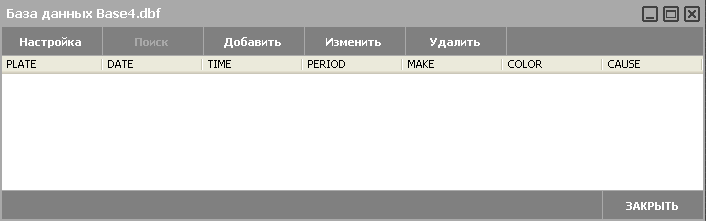 База данных Base4.dbf
Настройка Поиск Добавить Изменить Удалить
PLATE DATE TIME PERIOD MAKE COLOR CAUSE
ЗАКРЫТЬ